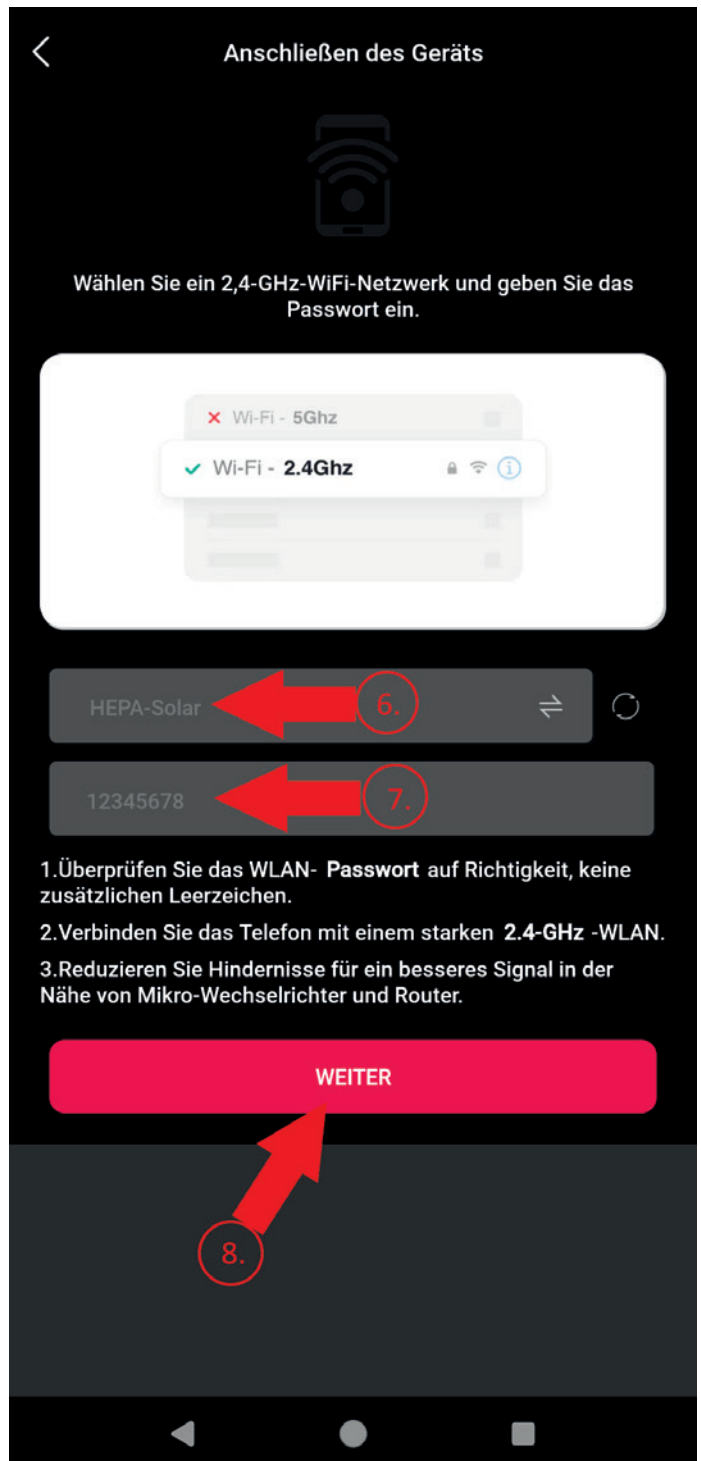 Anschließen des Geräts
Wählen Sie ein 2,4-GHz-WiFi-Netzwerk und geben Sie das
Passwort ein.
Wi-Fi - 5Ghz
Wi-Fi - 2.4Ghz
HEPA-Solar
6.
12345678
7.
1.Überprüfen Sie das WLAN- Passwort auf Richtigkeit, keine
zusätzlichen Leerzeichen.
2.Verbinden Sie das Telefon mit einem starken 2.4-GHz -WLAN.
3.Reduzieren Sie Hindernisse für ein besseres Signal in der
Nähe von Mikro-Wechselrichter und Router.
WEITER
8.